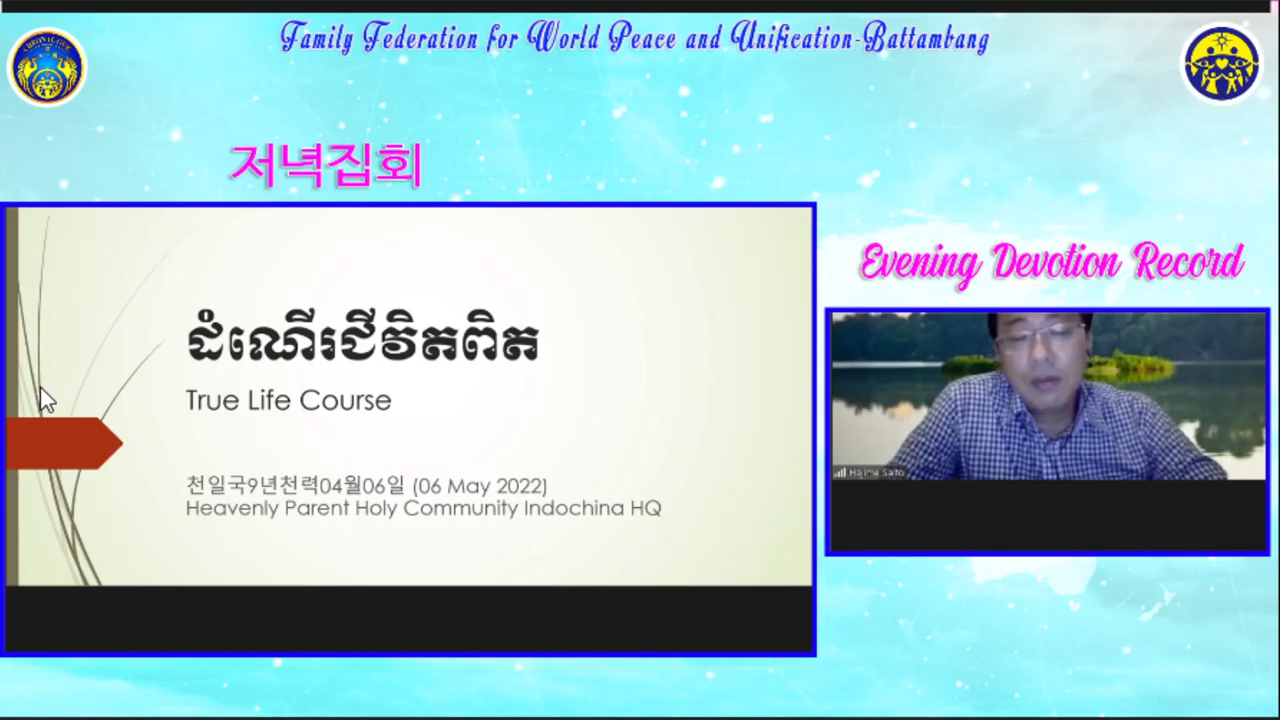 Family Federation for World Peace and Unification-Battambang
저녁집회
Evening Devotion Record
ដំណើរជីវិតពិត
True Life Course
천일국9년천력04월06일 (06 May 2022)
Heavenly Parent Holy Community Indochina HQ
Hajime Saito